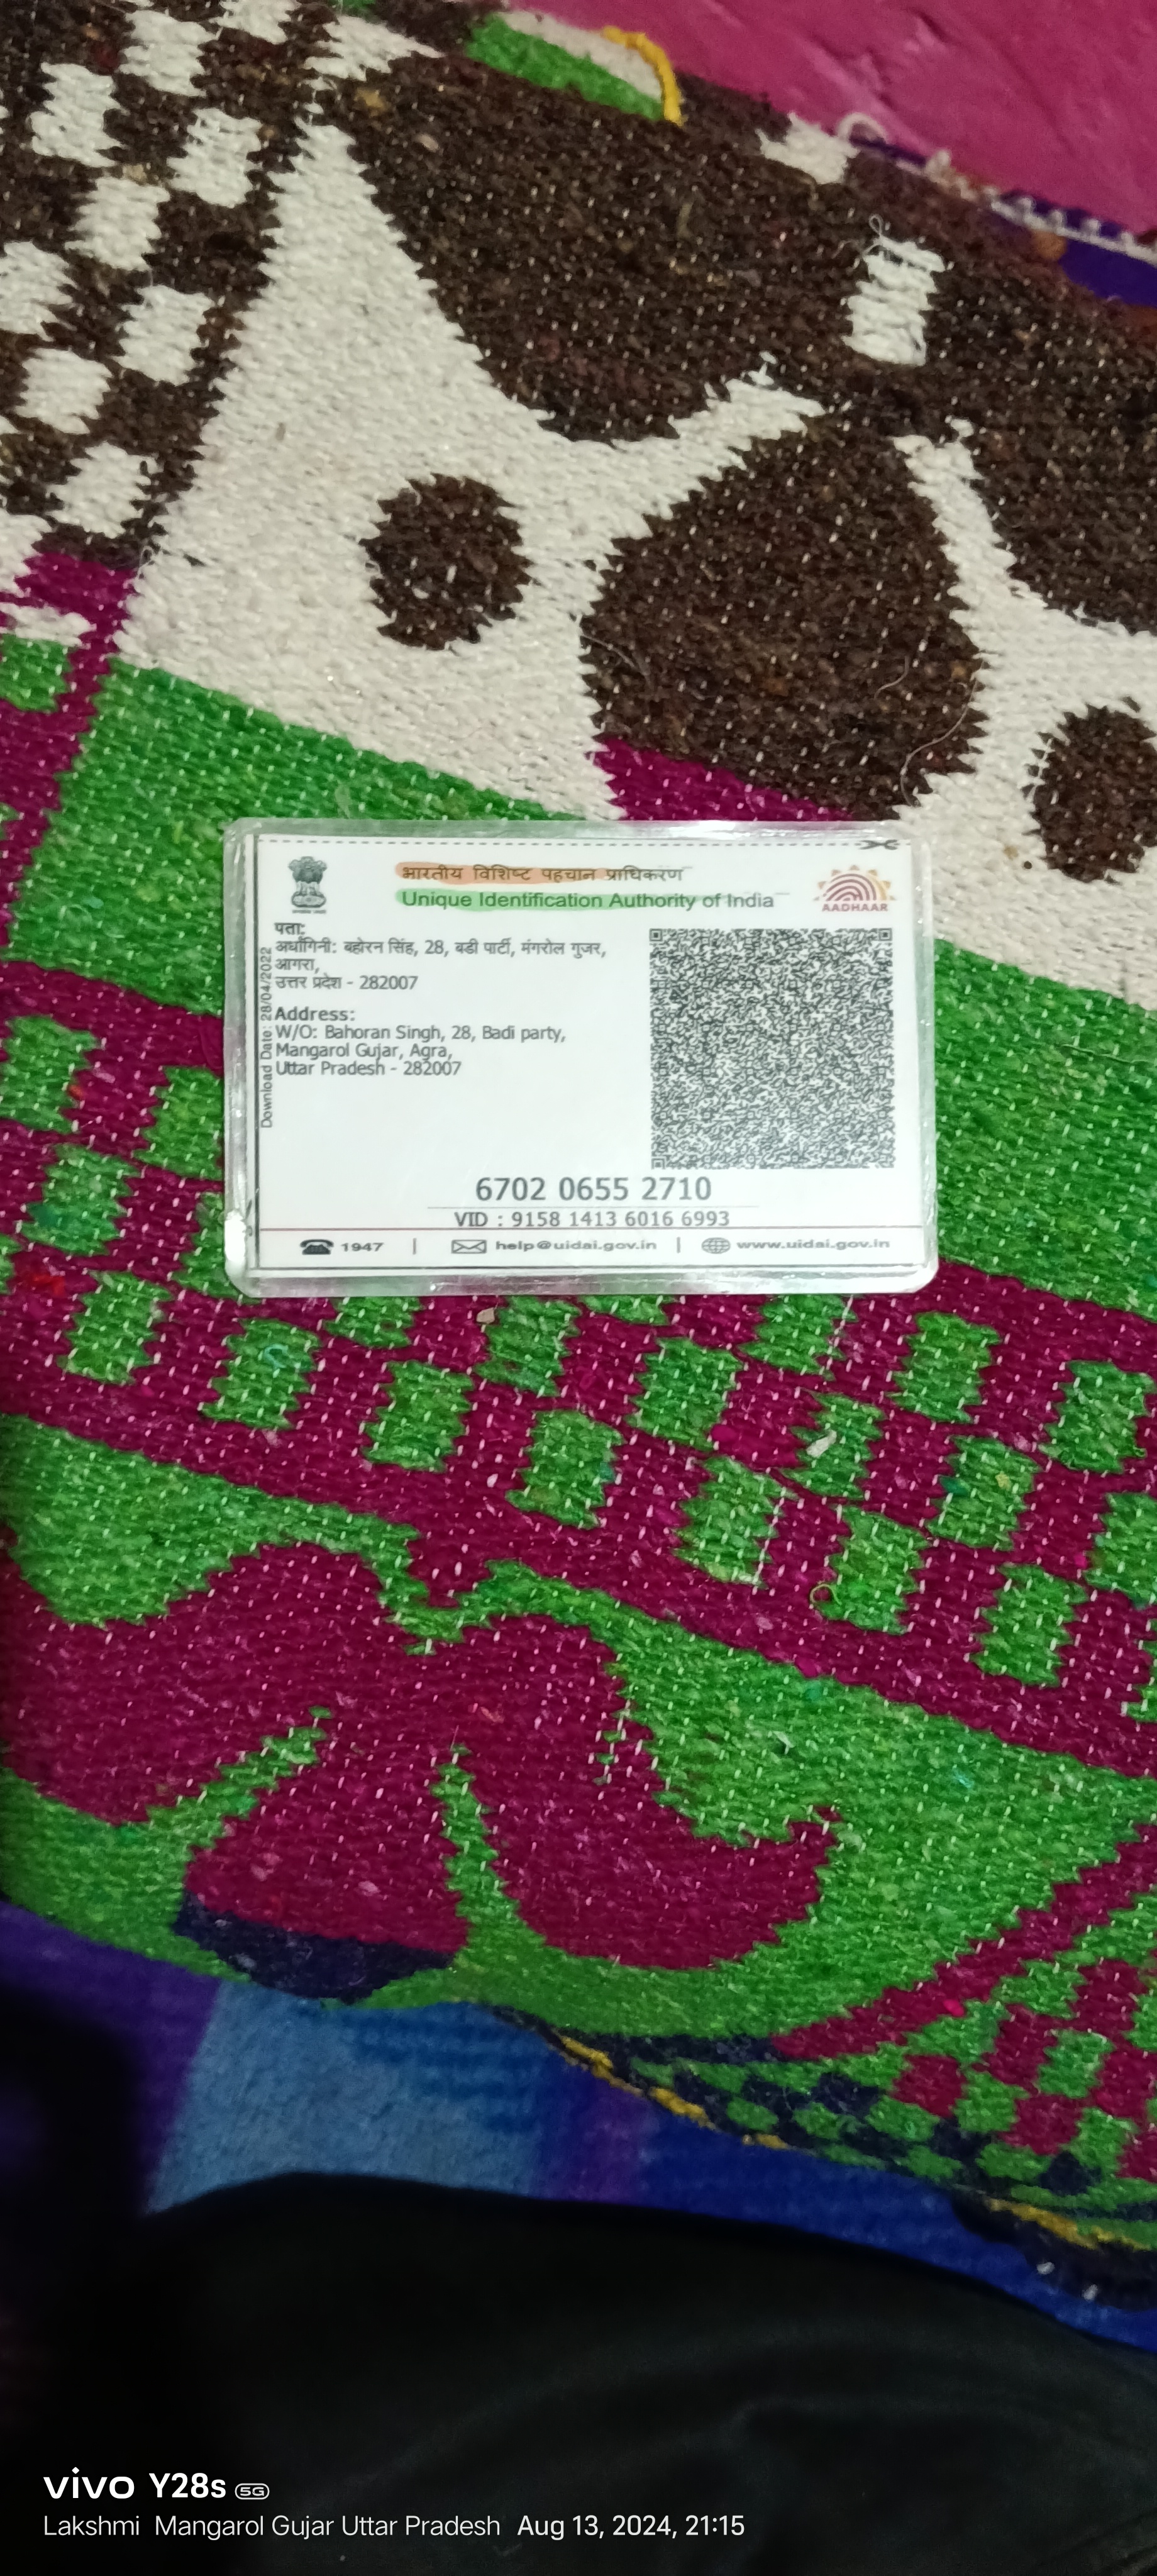 भारतीय विशिष्ट पहचान प्राधिकरण
Unique Identification Authority of India
AADHAAR
पता:
अर्धांगिनी: बहोरन सिंह, 28, बडी पार्टी, मंगरोल गुजर,
आगरा,
उत्तर प्रदेश - 282007
Address:
W/O: Bahoran Singh, 28, Badi party,
Mangarol Gujar, Agra,
Uttar Pradesh - 282007
Download Date: 28/04/2022
6702 0655 2710
VID : 9158 1413 6016 6993
1947 | help@uidai.gov.in | www.uidai.gov.in
vivo Y28s 5G
Lakshmi Mangarol Gujar Uttar Pradesh Aug 13, 2024, 21:15